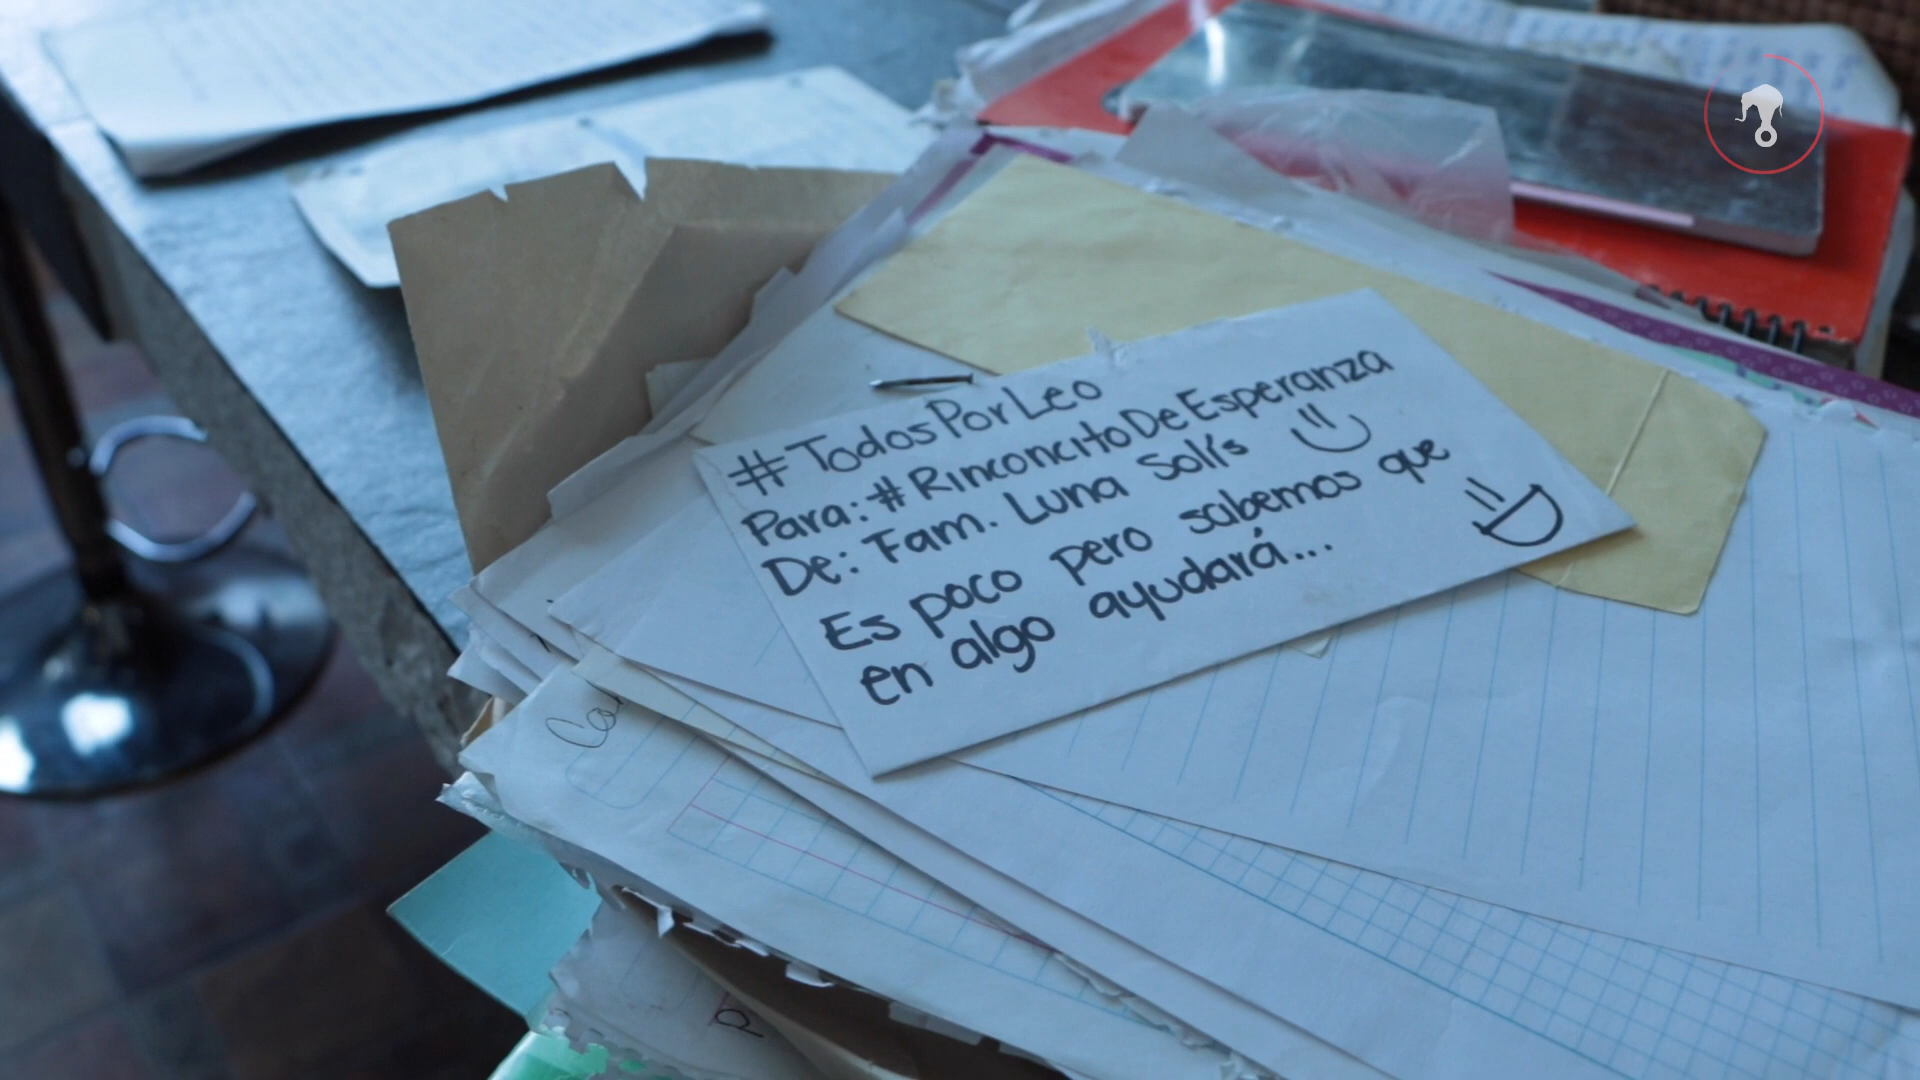 #TodosPorLeo
Para: #RinconcitoDeEsperanza
De: Fam. Luna Solís
Es poco pero sabemos que
en algo ayudará...